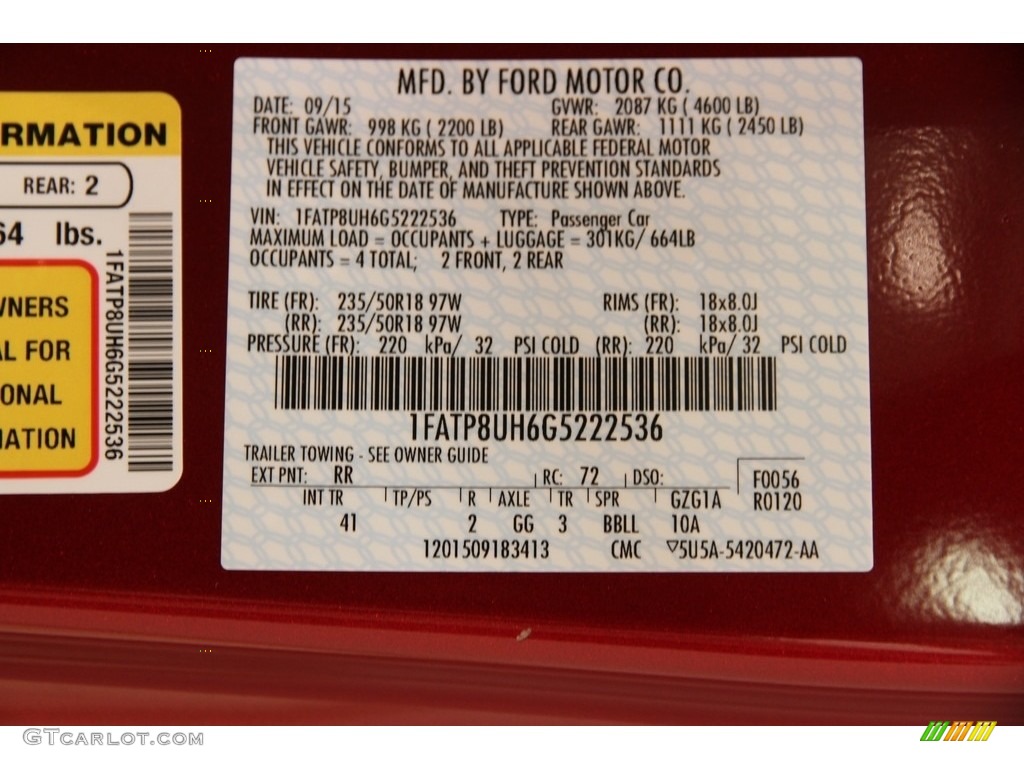 RMATION
REAR: 2
64 lbs.
WNERS
AL FOR
ONAL
MATION
1FATP8UH6G5222536
MFD. BY FORD MOTOR CO.
DATE: 09/15 GVWR: 2087 KG ( 4600 LB)
FRONT GAWR: 998 KG ( 2200 LB) REAR GAWR: 1111 KG ( 2450 LB)
THIS VEHICLE CONFORMS TO ALL APPLICABLE FEDERAL MOTOR
VEHICLE SAFETY, BUMPER, AND THEFT PREVENTION STANDARDS
IN EFFECT ON THE DATE OF MANUFACTURE SHOWN ABOVE.
VIN: 1FATP8UH6G5222536 TYPE: Passenger Car
MAXIMUM LOAD = OCCUPANTS + LUGGAGE = 301KG/ 664LB
OCCUPANTS = 4 TOTAL; 2 FRONT, 2 REAR
TIRE (FR): 235/50R18 97W RIMS (FR): 18x8.0J
(RR): 235/50R18 97W (RR): 18x8.0J
PRESSURE (FR): 220 kPa/ 32 PSI COLD (RR): 220 kPa/ 32 PSI COLD
1FATP8UH6G5222536
TRAILER TOWING - SEE OWNER GUIDE
EXT PNT: RR RC: 72 DSO: F0056
INT TR TP/PS R AXLE TR SPR GZG1A R0120
41 2 GG 3 BBLL 10A
1201509183413 CMC ▽5U5A-5420472-AA
GTcarlot.com